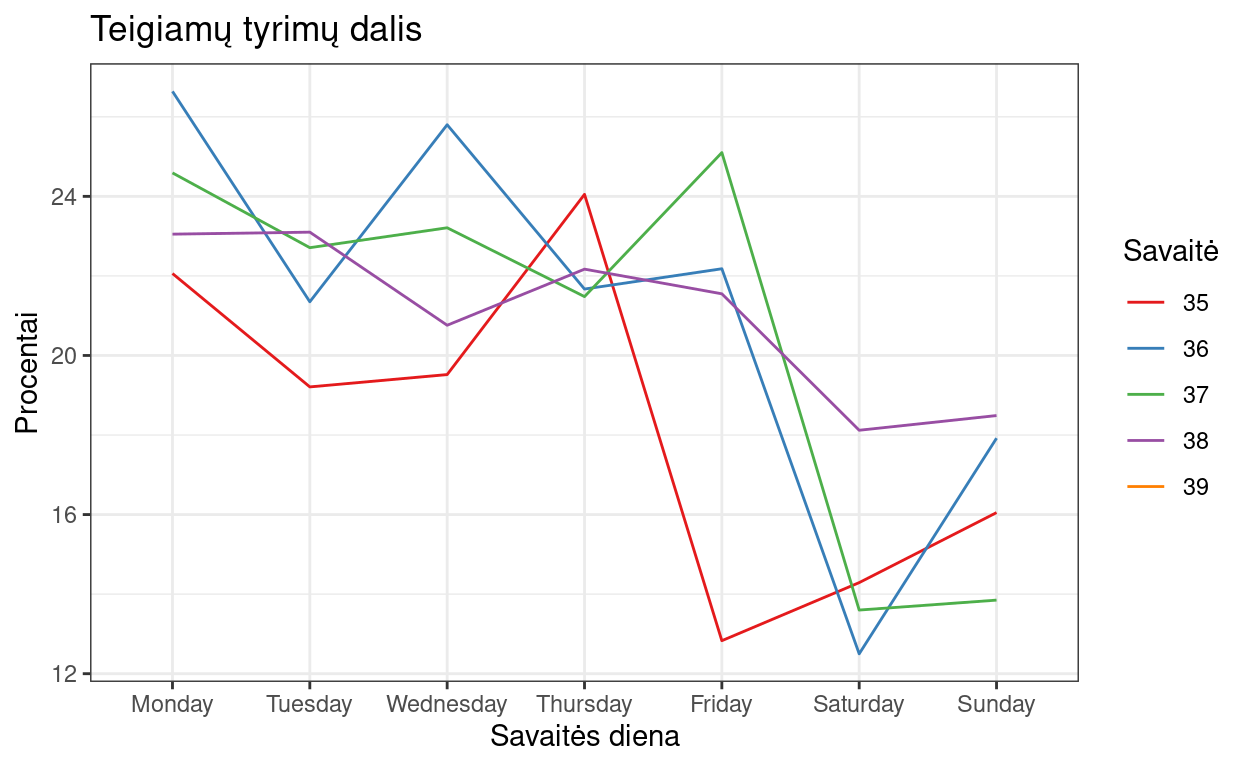 Teigiamų tyrimų dalis
Procentai
24
20
16
12
Monday Tuesday Wednesday Thursday Friday Saturday Sunday
Savaitės diena
Savaitė
35
36
37
38
39